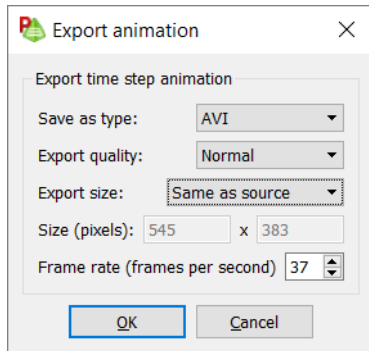 Export animation
Export time step animation
Save as type: AVI
Export quality: Normal
Export size: Same as source
Size (pixels): 545 x 383
Frame rate (frames per second) 37
OK Cancel